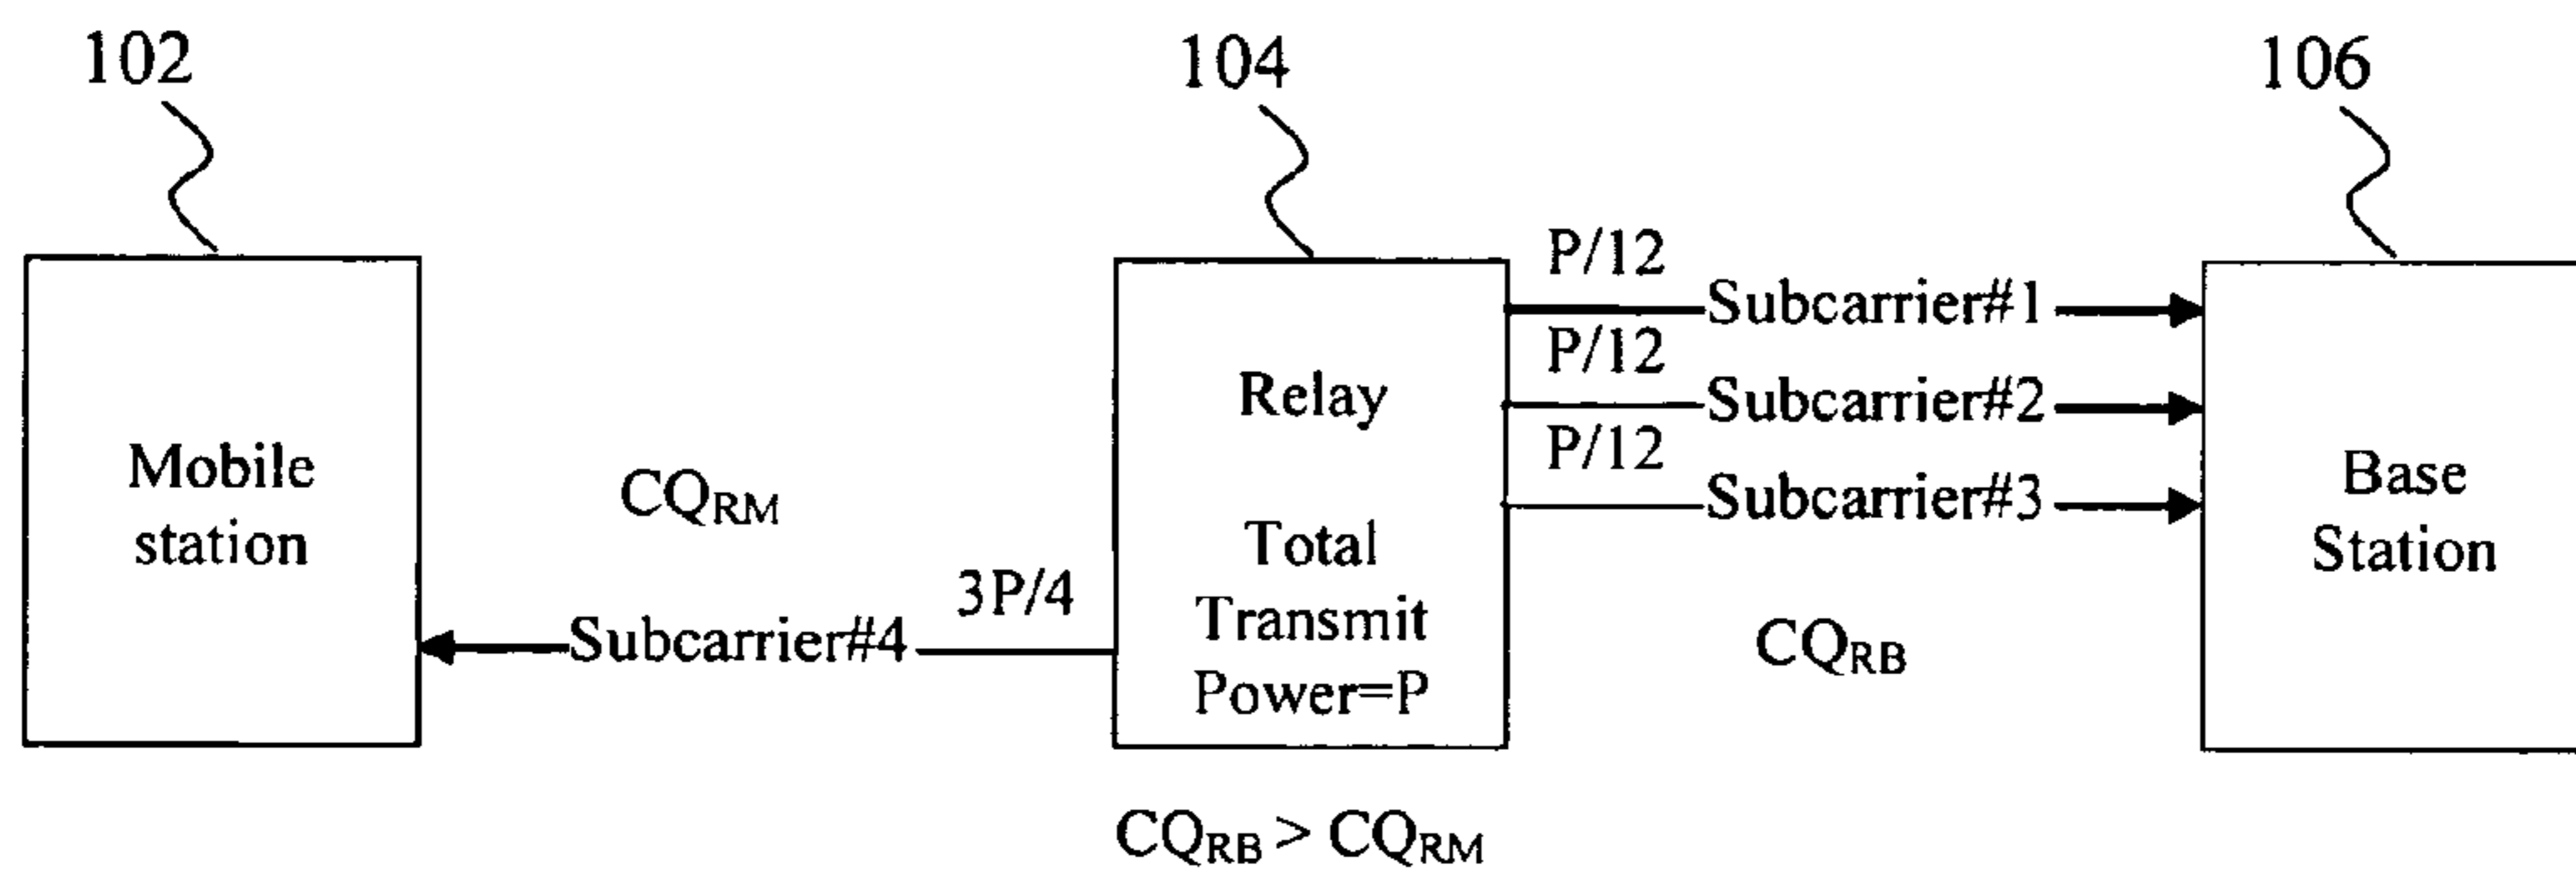 102
104
106
Mobile
station
CQRM
3P/4
Subcarrier#4
Relay
Total
Transmit
Power=P
P/12
Subcarrier#1
P/12
Subcarrier#2
P/12
Subcarrier#3
CQRB
Base
Station
CQRB > CQRM